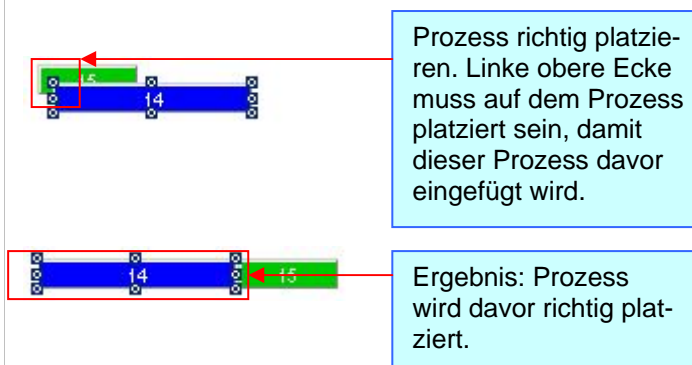 15
14
Prozess richtig platzie-
ren. Linke obere Ecke
muss auf dem Prozess
platziert sein, damit
dieser Prozess davor
eingefügt wird.
14 15
Ergebnis: Prozess
wird davor richtig plat-
ziert.